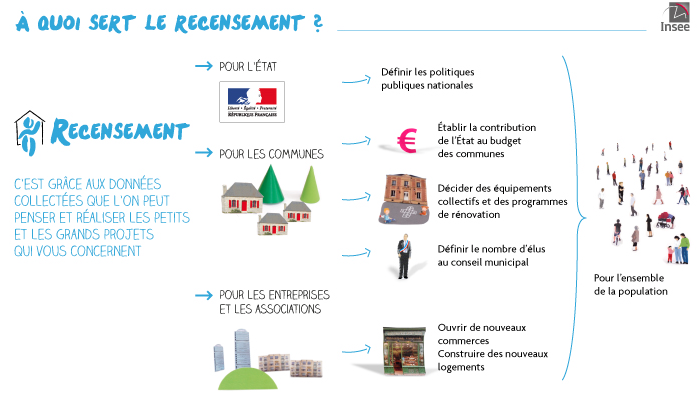 À QUOI SERT LE RECENSEMENT ?
Insee
RECENSEMENT
C'EST GRÂCE AUX DONNÉES
COLLECTÉES QUE L'ON PEUT
PENSER ET RÉALISER LES PETITS
ET LES GRANDS PROJETS
QUI VOUS CONCERNENT
→ POUR L'ÉTAT
Liberté • Égalité • Fraternité
RÉPUBLIQUE FRANÇAISE
Définir les politiques
publiques nationales
→ POUR LES COMMUNES
€
Établir la contribution
de l'État au budget
des communes
Décider des équipements
collectifs et des programmes
de rénovation
Définir le nombre d'élus
au conseil municipal
→ POUR LES ENTREPRISES
ET LES ASSOCIATIONS
Ouvrir de nouveaux
commerces
Construire des nouveaux
logements
Pour l'ensemble
de la population